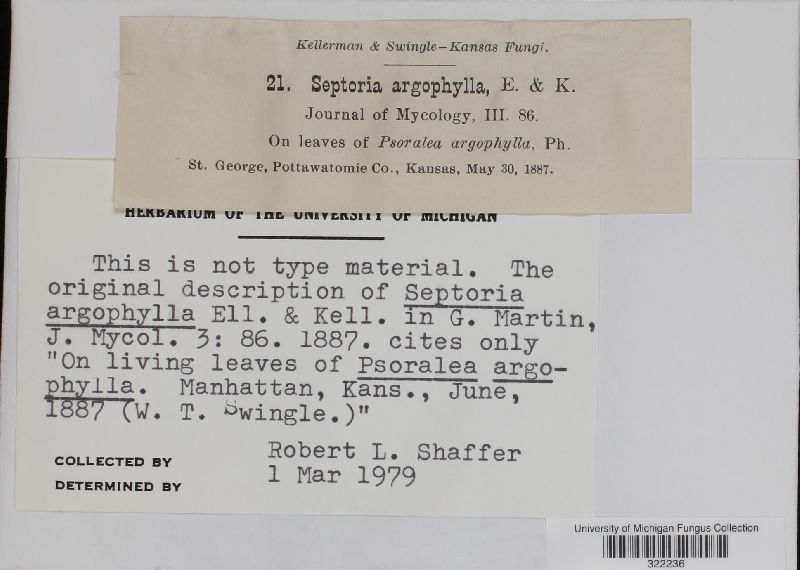 Kellerman & Swingle—Kansas Fungi.
21. Septoria argophylla, E. & K.
Journal of Mycology, III. 86.
On leaves of Psoralea argophylla, Ph.
St. George, Pottawatomie Co., Kansas, May 30, 1887.
HERBARIUM OF THE UNIVERSITY OF MICHIGAN
This is not type material. The
original description of Septoria
argophylla Ell. & Kell. in G. Martin,
J. Mycol. 3: 86. 1887. cites only
"On living leaves of Psoralea argo-
phylla. Manhattan, Kans., June,
1887 (W. T. Swingle.)"
Robert L. Shaffer
COLLECTED BY
1 Mar 1979
DETERMINED BY
University of Michigan Fungus Collection
322236